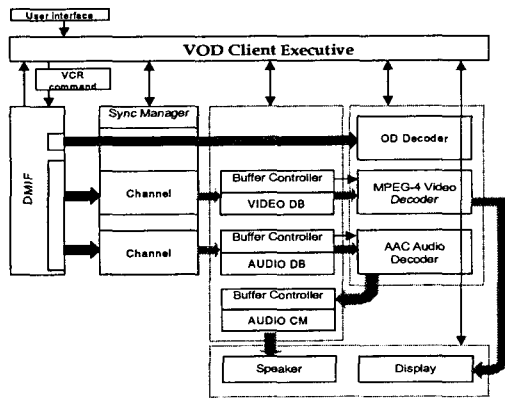 User Interface
VOD Client Executive
VCR
command
Sync Manager
DMIF
OD Decoder
Buffer Controller
VIDEO DB
MPEG-4 Video
Decoder
Channel
Buffer Controller
AUDIO DB
AAC Audio
Decoder
Channel
Buffer Controller
AUDIO CM
Speaker
Display